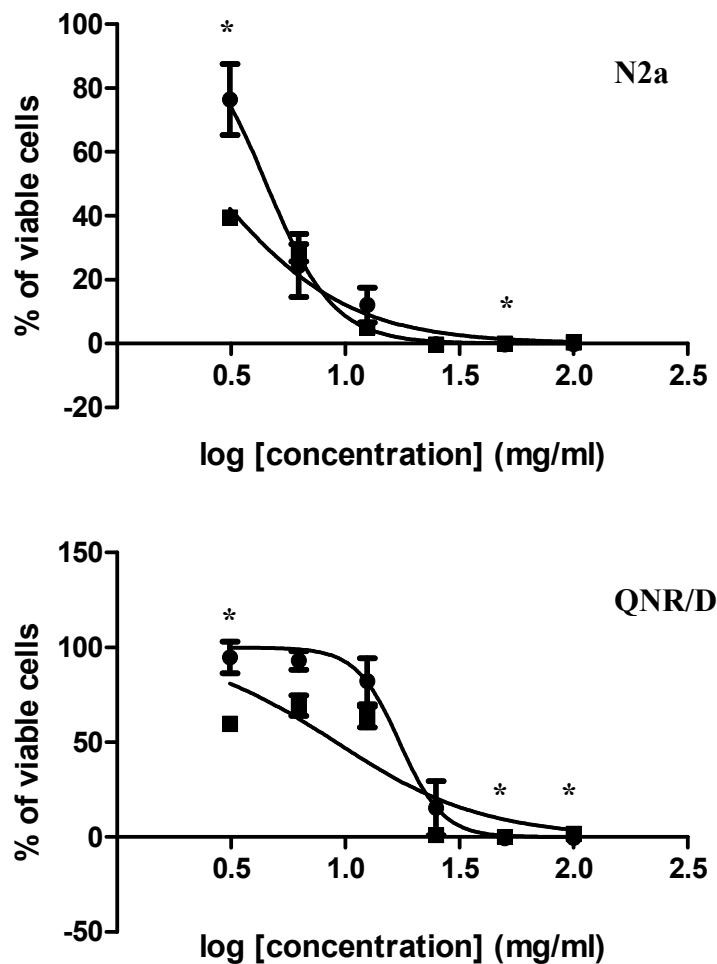 100
*
N2a
80
60
% of viable cells
40
20
*
0
0.5 1.0 1.5 2.0 2.5
-20
log [concentration] (mg/ml)
150
QNR/D
*
100
% of viable cells
50
* *
0
0.5 1.0 1.5 2.0 2.5
-50
log [concentration] (mg/ml)